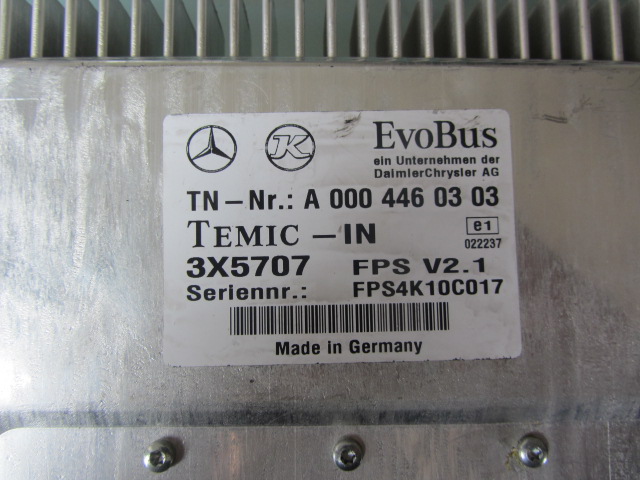 K
EvoBus
ein Unternehmen der
DaimlerChrysler AG
TN–Nr.: A 000 446 03 03
TEMIC –IN
e1
022237
3X5707 FPS V2.1
Seriennr.: FPS4K10C017
Made in Germany